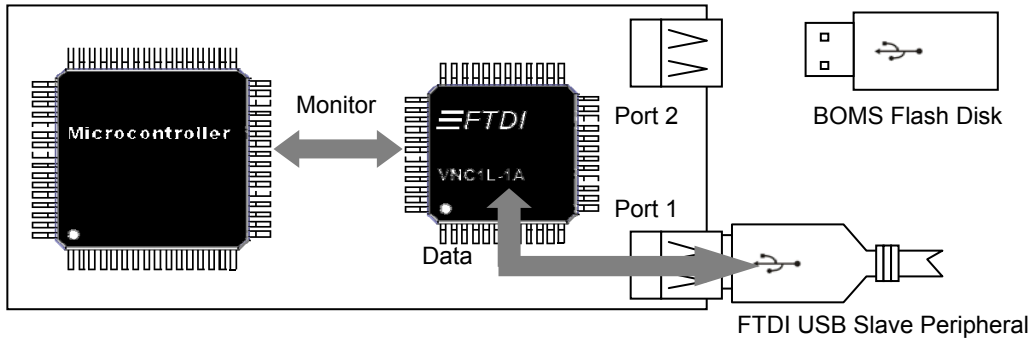 Microcontroller
Monitor
FTDI
VNC1L-1A
Data
Port 2
Port 1
BOMS Flash Disk
FTDI USB Slave Peripheral